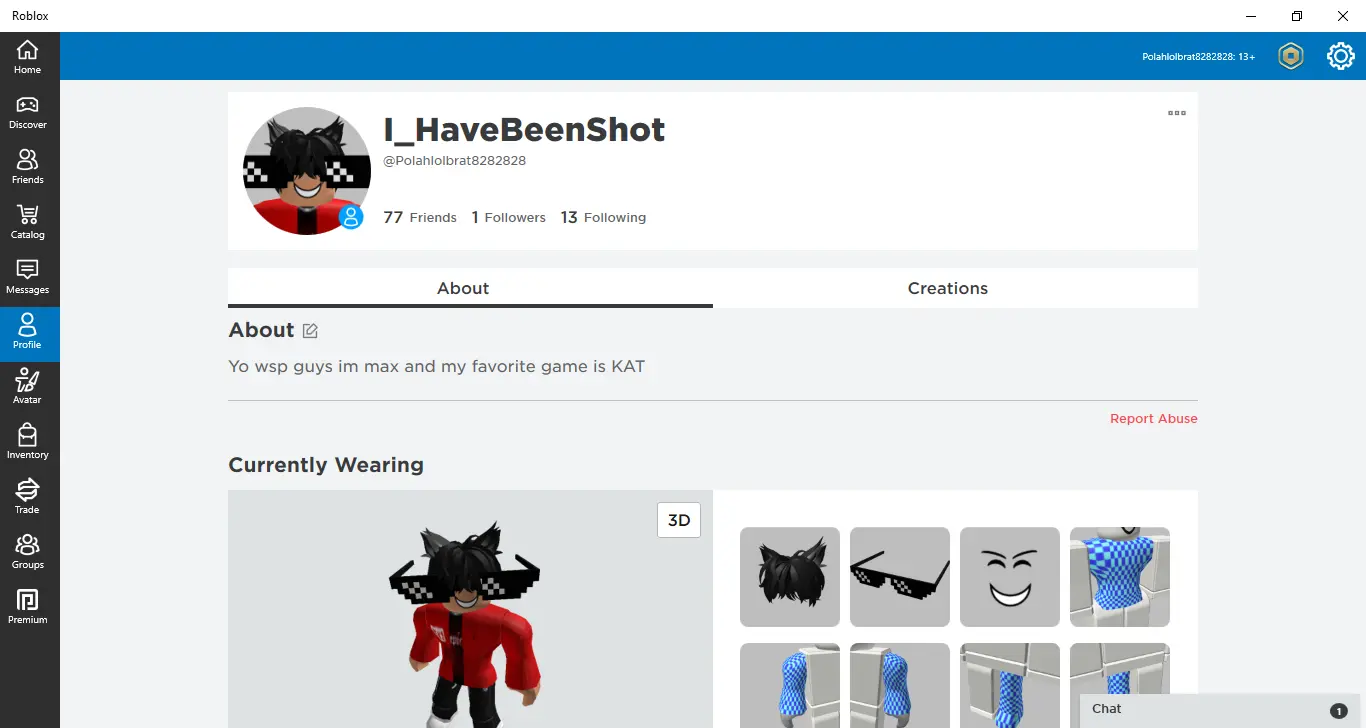 Roblox
Polahlolbrat8282828: 13+
Home
Discover
Friends
Catalog
Messages
Profile
Avatar
Inventory
Trade
Groups
Premium
I_HaveBeenShot
@Polahlolbrat8282828
77 Friends 1 Followers 13 Following
About Creations
About
Yo wsp guys im max and my favorite game is KAT
Report Abuse
Currently Wearing
3D
Chat 1